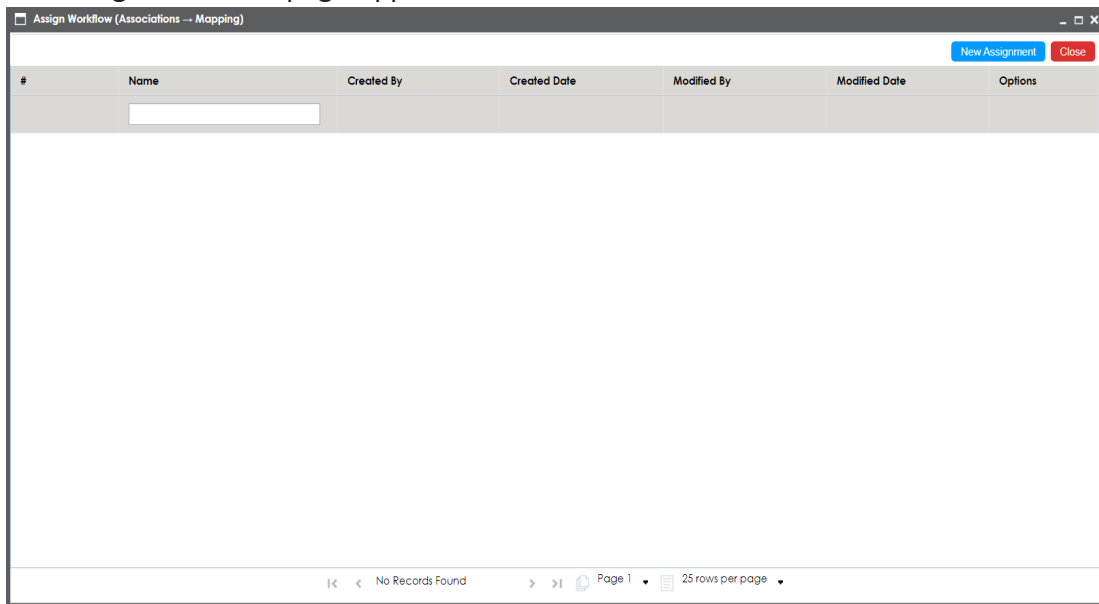 Assign Workflow (Associations → Mapping)
New Assignment Close
# Name Created By Created Date Modified By Modified Date Options
No Records Found Page 1 25 rows per page